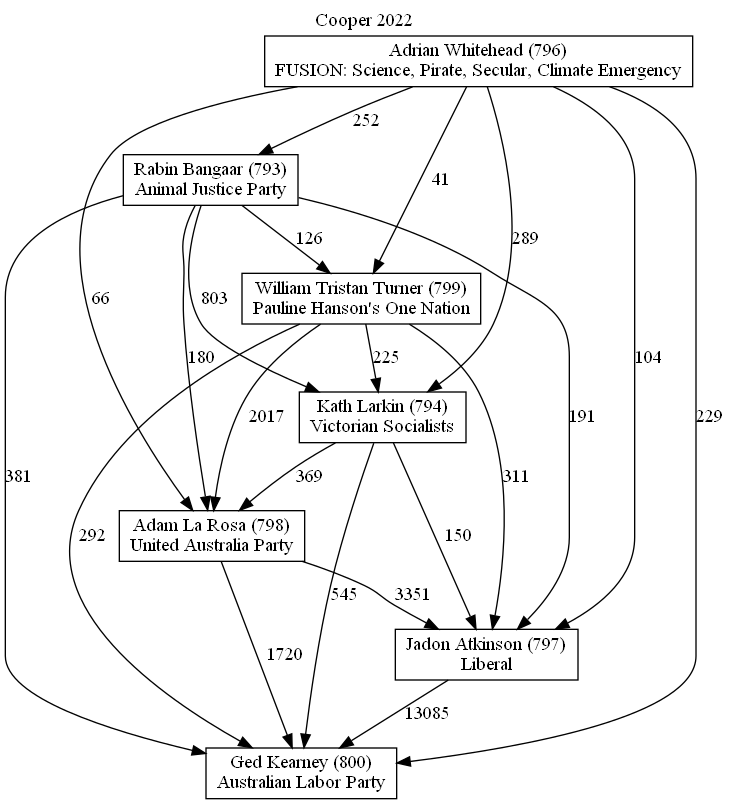 Cooper 2022
Adrian Whitehead (796)
FUSION: Science, Pirate, Secular, Climate Emergency
252
Rabin Bangaar (793)
Animal Justice Party
41
126
289
William Tristan Turner (799)
Pauline Hanson's One Nation
66
803
180
225
104
2017
Kath Larkin (794)
Victorian Socialists
191
229
381
369
311
Adam La Rosa (798)
United Australia Party
292
150
545
3351
Jadon Atkinson (797)
Liberal
1720
13085
Ged Kearney (800)
Australian Labor Party